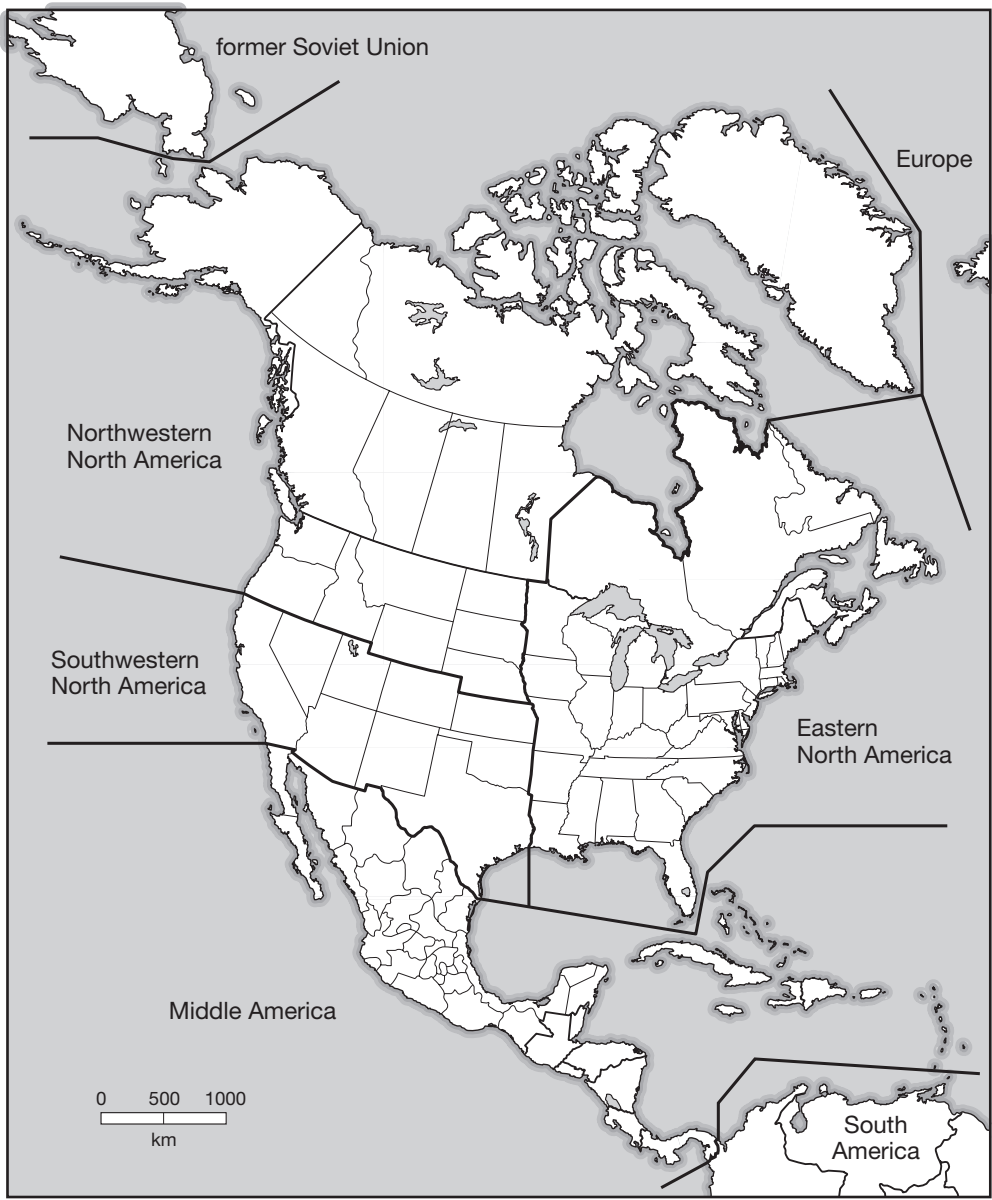 former Soviet Union
Europe
Northwestern
North America
Southwestern
North America
Eastern
North America
Middle America
0 500 1000
km
South
America